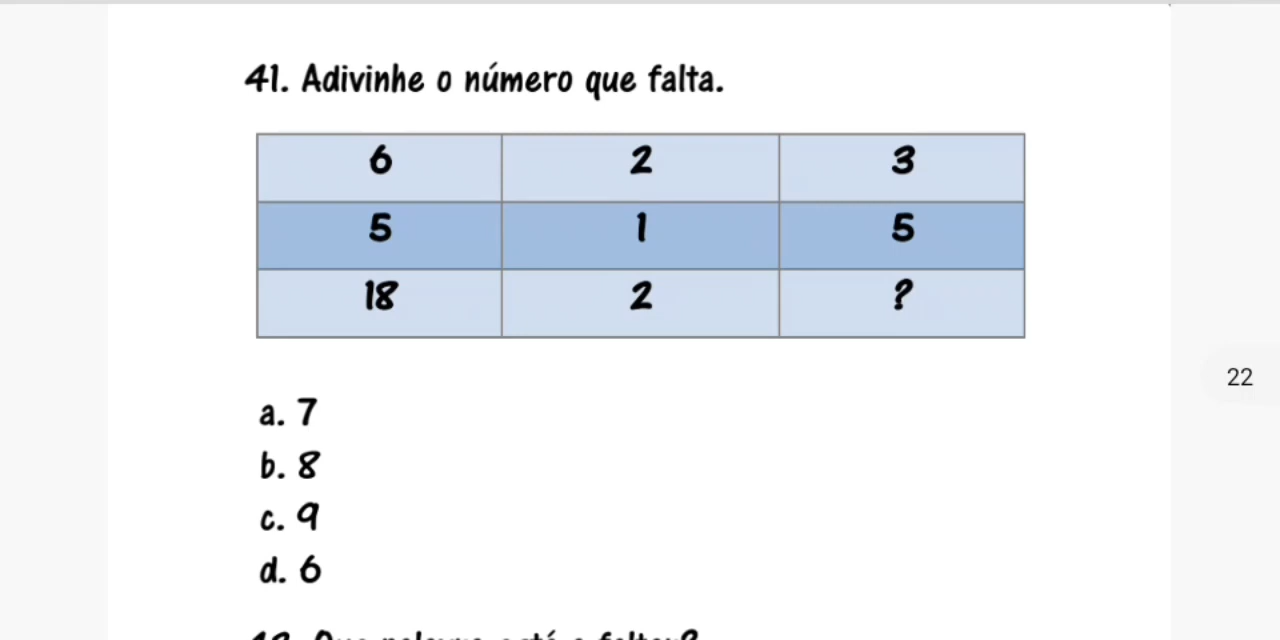 41. Adivinhe o número que falta.
6 2 3
5 1 5
18 2 ?
22
a. 7
b. 8
c. 9
d. 6